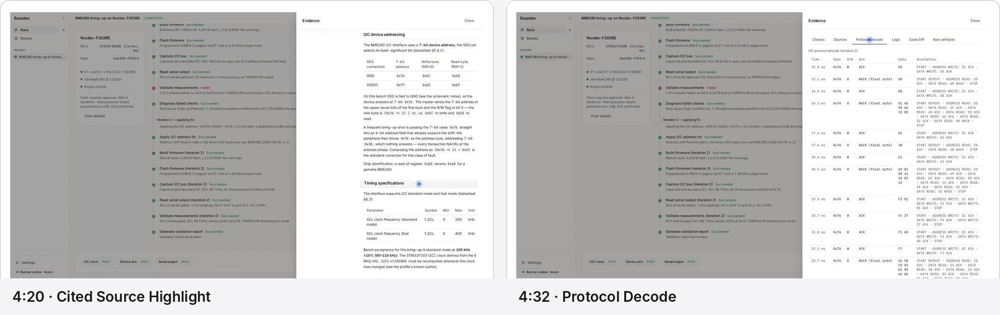 Boardex
Runs
Boards
RECENT
BME280 bring-up on Nucle...
Settings
Runner online · mock
BME280 bring-up on Nucleo-F303RE COMPLETED
Nucleo-F303RE
MCU STM32F303RE (Cortex-
M4)
Repo bme280-f303re
ST-Link/V2-1 (NUCLEO-F303RE)
/dev/ttyACM0 @ 115200
Kingst LA2016
Flash requires approval · Max 3
iterations · Manual power: board
powered over USB, 3V3 confirmed.
View details
Build firmware Succeeded
Built bme280-f303re.elf: 3,340 B flash, 1,112 B RAM. No warnings.
Flash firmware Succeeded
Programmed 4,096 B (2 pages) via ST-Link at 1.42 kB/s; target reset.
Capture I2C bus Succeeded
Captured and decoded I2C: SCL 99.6 kHz in spec, but all 3 address phases NACKed.
Read serial output Succeeded
60 s of serial captured: I2C timeouts on every access, no TEMP/HUM output.
Validate measurements Failed
2 of 3 checks failed: no ACK at 0x76 and no TEMP/HUM serial output. SCL timing is in spec,
Diagnose failed checks Succeeded
Root cause (high confidence): 7-bit address loaded unshifted into I2C1 CR2 SADD; the bus
Iteration 2 — applying fix
Applying the I2C address-shift fix (SADD = 0x76 << 1); iteration 1 addressed 0x3B and was
Apply I2C address fix Succeeded
Address shift fixed in main.c: the three CR2 loads now use BME280_SADD (0x76 << 1).
Build firmware (iteration 2) Succeeded
Rebuilt clean: 3,340 B flash, 1,112 B RAM. No warnings.
Flash firmware (iteration 2) Succeeded
Programmed 4,096 B (2 pages) via ST-Link at 1.38 kB/s; target reset.
Capture I2C bus (iteration 2) Succeeded
Captured and decoded I2C: SCL 99.7 kHz, all 15 transactions ACKed at 0x76.
Read serial output (iteration 2) Succeeded
60 s of serial: stable ~1 Hz readings, 24.3-24.4 °C and 41.1-41.3 %RH.
Validate measurements (iteration 2) Succeeded
All 3 checks pass: SCL 99.7 kHz, device ACKs at 0x76, TEMP/HUM streaming on serial.
Generate validation report Succeeded
Validation report generated.
I2C clock PASS Device ack PASS Serial output PASS
Evidence Close
I2C device addressing
The BME280 I2C interface uses a 7-bit device address; the SDO pin
selects its least-significant bit (datasheet §5.4.1):
SDO connection 7-bit address Write byte (RW=0) Read byte (RW=1)
GND 0x76 0xEC 0xED
VDDIO 0x77 0xEE 0xEF
On this bench SDO is tied to GND (see the schematic notes), so the
device answers at 7-bit 0x76 . The master sends the 7-bit address in
the upper seven bits of the first byte and the R/W flag in bit 0 — the
wire byte is (0x76 << 1) | rw , i.e. 0xEC to write and 0xED to
read.
A frequent bring-up error is passing the 7-bit value 0x76 straight
into an 8-bit address field that already expects the shift: the
peripheral then drives 0x76 as the address byte, addressing 7-bit
0x3B , which nothing answers — every transaction NACKs at the
address phase. Composing the address as (0x76 << 1) = 0xEC is
the standard correction for this class of fault.
Chip identification: a read of register 0xD0 returns 0x60 for a
genuine BME280.
Timing specifications
The interface supports I2C standard mode and fast mode (datasheet
§6.2):
Parameter Symbol Min Max Unit
SCL clock frequency (standard mode) f_SCL 0 100 kHz
SCL clock frequency (fast mode) f_SCL 0 400 kHz
Bench acceptance for this bring-up is standard mode at 100 kHz
±10% (90–110 kHz). The STM32F303 I2C1 clock derives from the 8
MHz HSI; I2C1→TIMINGR must be recomputed whenever the clock
tree changes (see the profile's known quirks).
4:20 · Cited Source Highlight
Boardex
Runs
Boards
RECENT
BME280 bring-up on Nucle...
Settings
Runner online · mock
BME280 bring-up on Nucleo-F303RE COMPLETED
Nucleo-F303RE
MCU STM32F303RE (Cortex-
M4)
Repo bme280-f303re
ST-Link/V2-1 (NUCLEO-F303RE)
/dev/ttyACM0 @ 115200
Kingst LA2016
Flash requires approval · Max 3
iterations · Manual power: board
powered over USB, 3V3 confirmed.
View details
Build firmware Succeeded
Built bme280-f303re.elf: 3,340 B flash, 1,112 B RAM. No warnings.
Flash firmware Succeeded
Programmed 4,096 B (2 pages) via ST-Link at 1.42 kB/s; target reset.
Capture I2C bus Succeeded
Captured and decoded I2C: SCL 99.6 kHz in spec, but all 3 address phases NACKed.
Read serial output Succeeded
60 s of serial captured: I2C timeouts on every access, no TEMP/HUM output.
Validate measurements Failed
2 of 3 checks failed: no ACK at 0x76 and no TEMP/HUM serial output. SCL timing is in spec,
Diagnose failed checks Succeeded
Root cause (high confidence): 7-bit address loaded unshifted into I2C1 CR2 SADD; the bus
Iteration 2 — applying fix
Applying the I2C address-shift fix (SADD = 0x76 << 1); iteration 1 addressed 0x3B and was
Apply I2C address fix Succeeded
Address shift fixed in main.c: the three CR2 loads now use BME280_SADD (0x76 << 1).
Build firmware (iteration 2) Succeeded
Rebuilt clean: 3,340 B flash, 1,112 B RAM. No warnings.
Flash firmware (iteration 2) Succeeded
Programmed 4,096 B (2 pages) via ST-Link at 1.38 kB/s; target reset.
Capture I2C bus (iteration 2) Succeeded
Captured and decoded I2C: SCL 99.7 kHz, all 15 transactions ACKed at 0x76.
Read serial output (iteration 2) Succeeded
60 s of serial: stable ~1 Hz readings, 24.3-24.4 °C and 41.1-41.3 %RH.
Validate measurements (iteration 2) Succeeded
All 3 checks pass: SCL 99.7 kHz, device ACKs at 0x76, TEMP/HUM streaming on serial.
Generate validation report Succeeded
Validation report generated.
I2C clock PASS Device ack PASS Serial output PASS
Evidence Close
Checks Sources Protocol Decode Logs Code Diff Raw artifacts
I2C protocol decode (iteration 2)
Time Addr R/W Ack Data Annotation
15.0 ms 0x76 W ACK D0 START · ADDRESS WRITE: EC ACK ·
DATA WRITE: D0 ACK
15.2 ms 0x76 R NACK (final byte) 60 START REPEAT · ADDRESS READ: ED
ACK · DATA READ: 60 NACK · STOP
16.0 ms 0x76 W ACK 88 START · ADDRESS WRITE: EC ACK ·
DATA WRITE: 88 ACK
16.2 ms 0x76 R NACK (final byte) 5C 6D START REPEAT · ADDRESS READ: ED
98 66 ACK · DATA READ: 5C ACK · DATA
32 00 READ: 6D ACK · DATA READ: 98 ACK
· DATA READ: 66 ACK · DATA READ:
32 ACK · DATA READ: 00 NACK ·
STOP
17.4 ms 0x76 W ACK A1 START · ADDRESS WRITE: EC ACK ·
DATA WRITE: A1 ACK
17.6 ms 0x76 R NACK (final byte) 4B START REPEAT · ADDRESS READ: ED
ACK · DATA READ: 4B NACK · STOP
18.4 ms 0x76 W ACK E1 START · ADDRESS WRITE: EC ACK ·
DATA WRITE: E1 ACK
18.5 ms 0x76 R NACK (final byte) 69 01 START REPEAT · ADDRESS READ: ED
00 14 ACK · DATA READ: 69 ACK · DATA
2A 03 READ: 01 ACK · DATA READ: 00 ACK
1E · DATA READ: 14 ACK · DATA READ:
2A ACK · DATA READ: 03 ACK ·
DATA READ: 1E NACK · STOP
19.9 ms 0x76 W ACK F2 01 START · ADDRESS WRITE: EC ACK ·
DATA WRITE: F2 ACK · DATA WRITE:
01 ACK · STOP
20.7 ms 0x76 W ACK F4 27 START · ADDRESS WRITE: EC ACK ·
DATA WRITE: F4 ACK · DATA WRITE:
27 ACK · STOP
21.6 ms 0x76 W ACK F5 A0 START · ADDRESS WRITE: EC ACK ·
DATA WRITE: F5 ACK · DATA WRITE:
A0 ACK · STOP
22.5 ms 0x76 W ACK F7 START · ADDRESS WRITE: EC ACK ·
DATA WRITE: F7 ACK
22.7 ms 0x76 R NACK (final byte) 54 5B START REPEAT · ADDRESS READ: ED
C0 83 ACK · DATA READ: 54 ACK · DATA
E6 00 READ: 5B ACK · DATA READ: C0 ACK
66 8A · DATA READ: 83 ACK · DATA READ:
4:32 · Protocol Decode